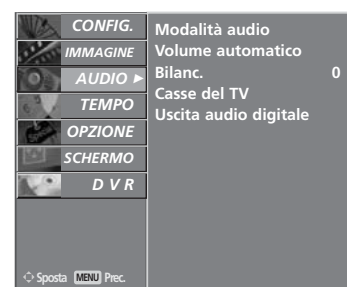 CONFIG.
IMMAGINE
AUDIO ►
TEMPO
OPZIONE
SCHERMO
D V R
Modalità audio
Volume automatico
Bilanc. 0
Casse del TV
Uscita audio digitale
Sposta MENU Prec.